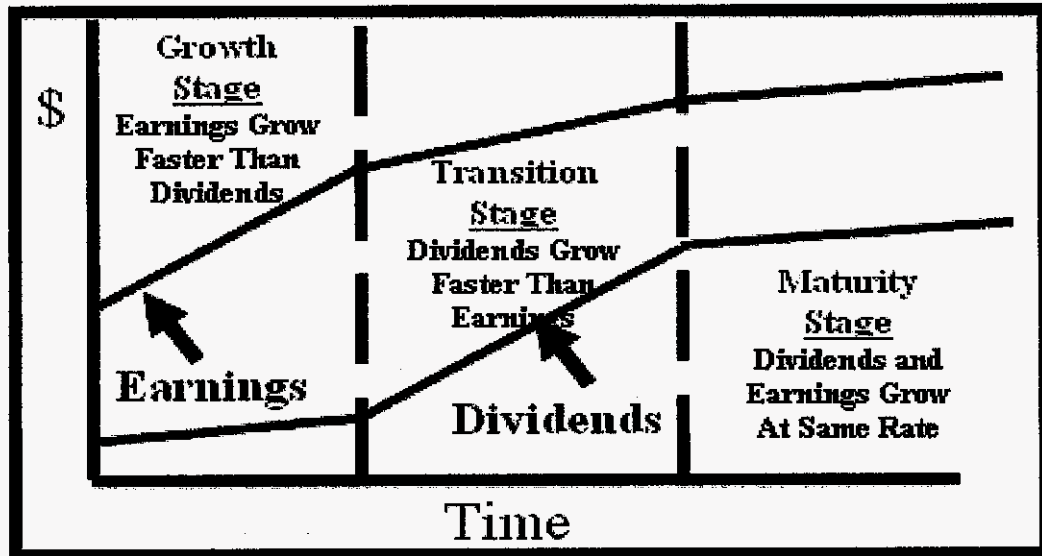 $
Growth
Stage
Earnings Grow
Faster Than
Dividends
Earnings
Transition
Stage
Dividends Grow
Faster Than
Earnings
Dividends
Maturity
Stage
Dividends and
Earnings Grow
At Same Rate
Time